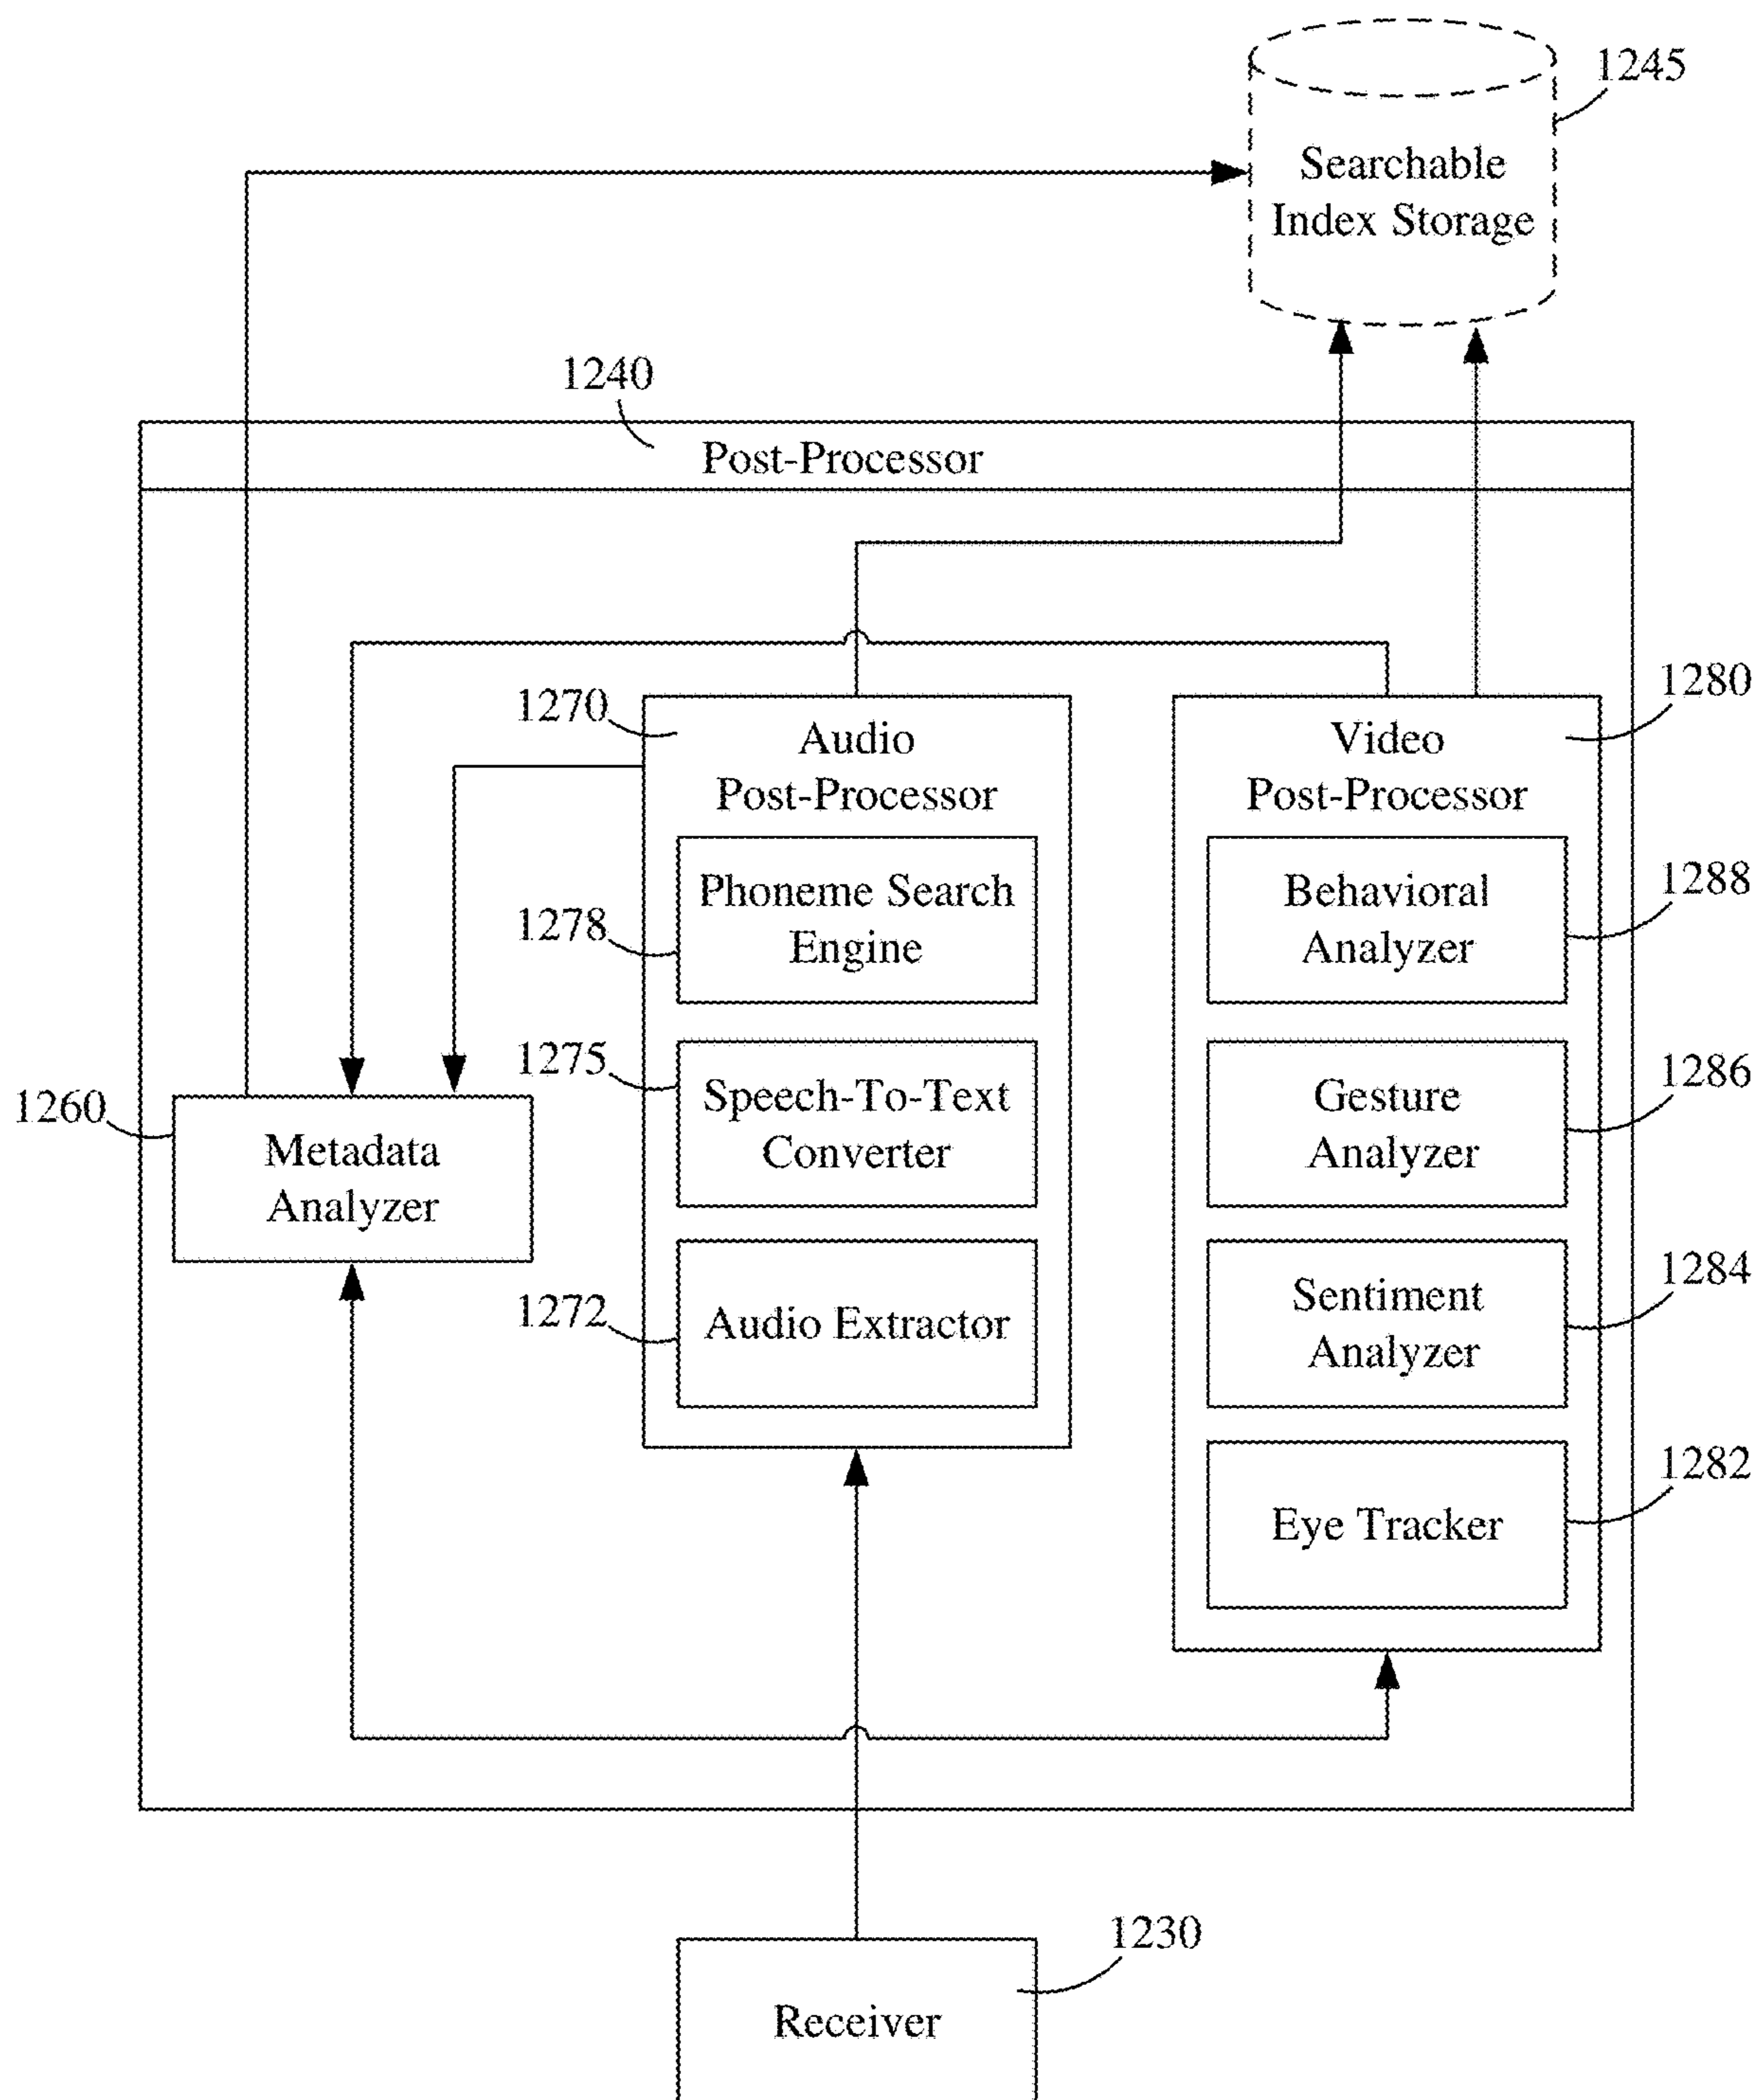 1245
Searchable
Index Storage
1240
Post-Processor
1270
Audio
Post-Processor
1280
Video
Post-Processor
1278
Phoneme Search
Engine
1288
Behavioral
Analyzer
1275
Speech-To-Text
Converter
1286
Gesture
Analyzer
1260
Metadata
Analyzer
1272
Audio Extractor
1284
Sentiment
Analyzer
1282
Eye Tracker
1230
Receiver